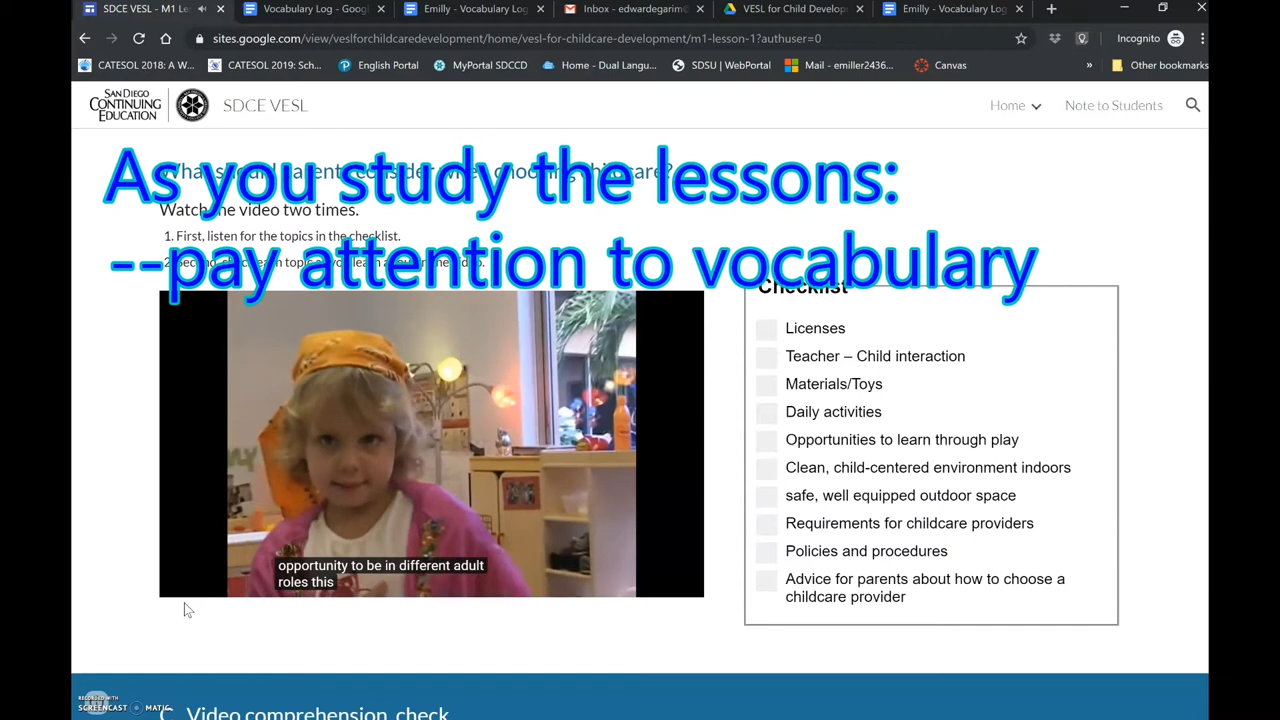 SDCE VESL - M1 L
Vocabulary Log - Googl
Emilly - Vocabulary Log
Inbox - edwardegarim@
VESL for Child Develop
Emilly - Vocabulary Log
sites.google.com/view/veslforchildcaredevelopment/home/vesl-for-childcare-development/m1-lesson-1?authuser=0
Incognito
CATESOL 2018: A W...
CATESOL 2019: Sch...
English Portal
MyPortal SDCCD
Home - Dual Langu...
SDSU | WebPortal
Mail - emiller2436...
Canvas
»
Other bookmarks
SAN DIEGO
CONTINUING
EDUCATION
SDCE VESL
Home
Note to Students
As you study the lessons:
--pay attention to vocabulary
Watch the video two times.
1. First, listen for the topics in the checklist.
Checklist
Licenses
Teacher – Child interaction
Materials/Toys
Daily activities
Opportunities to learn through play
Clean, child-centered environment indoors
safe, well equipped outdoor space
Requirements for childcare providers
Policies and procedures
Advice for parents about how to choose a
childcare provider
opportunity to be in different adult
roles this
RECORDED WITH
SCREENCAST MATIC
C. Video comprehension check